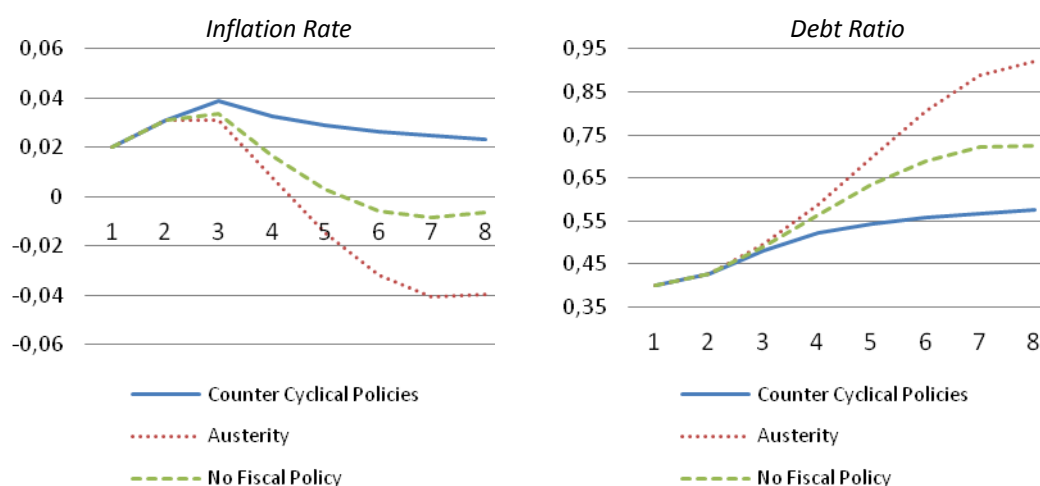 Inflation Rate
0,06
0,04
0,02
0
-0,02
-0,04
-0,06
1 2 3 4 5 6 7 8
Counter Cyclical Policies
Austerity
No Fiscal Policy
Debt Ratio
0,95
0,85
0,75
0,65
0,55
0,45
0,35
1 2 3 4 5 6 7 8
Counter Cyclical Policies
Austerity
No Fiscal Policy